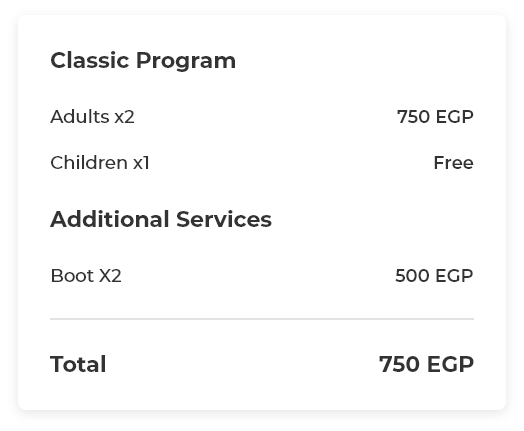 Classic Program
Adults x2 750 EGP
Children x1 Free
Additional Services
Boot X2 500 EGP
Total 750 EGP